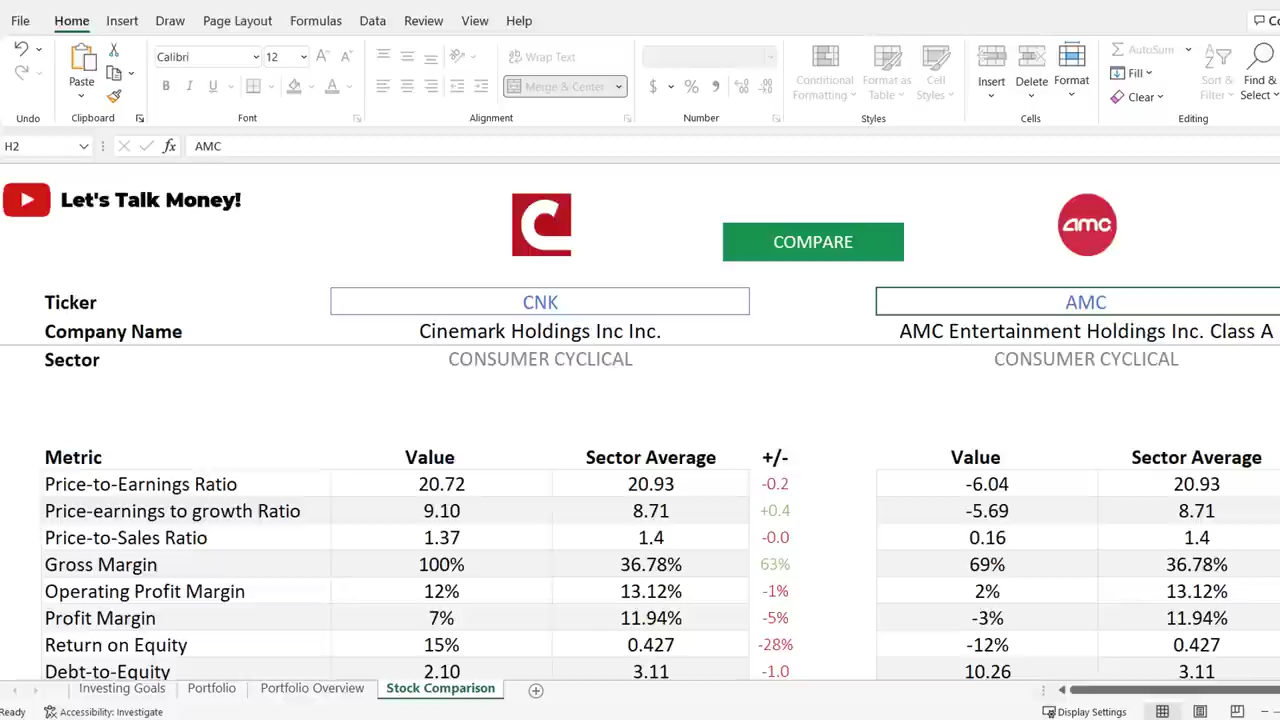 File Home Insert Draw Page Layout Formulas Data Review View Help Co
Calibri 12 Wrap Text AutoSum
Paste B I U Merge & Center $ % Conditional Formatting Format as Table Cell Styles Insert Delete Format Fill Clear Sort & Filter Find & Select
Undo Clipboard Font Alignment Number Styles Cells Editing
H2 fx AMC
Let's Talk Money!
C
COMPARE
amc
Ticker CNK AMC
Company Name Cinemark Holdings Inc Inc. AMC Entertainment Holdings Inc. Class A
Sector CONSUMER CYCLICAL CONSUMER CYCLICAL
Metric Value Sector Average +/- Value Sector Average
Price-to-Earnings Ratio 20.72 20.93 -0.2 -6.04 20.93
Price-earnings to growth Ratio 9.10 8.71 +0.4 -5.69 8.71
Price-to-Sales Ratio 1.37 1.4 -0.0 0.16 1.4
Gross Margin 100% 36.78% 63% 69% 36.78%
Operating Profit Margin 12% 13.12% -1% 2% 13.12%
Profit Margin 7% 11.94% -5% -3% 11.94%
Return on Equity 15% 0.427 -28% -12% 0.427
Debt-to-Equity 2.10 3.11 -1.0 10.26 3.11
Investing Goals Portfolio Portfolio Overview Stock Comparison
Ready Accessibility: Investigate Display Settings